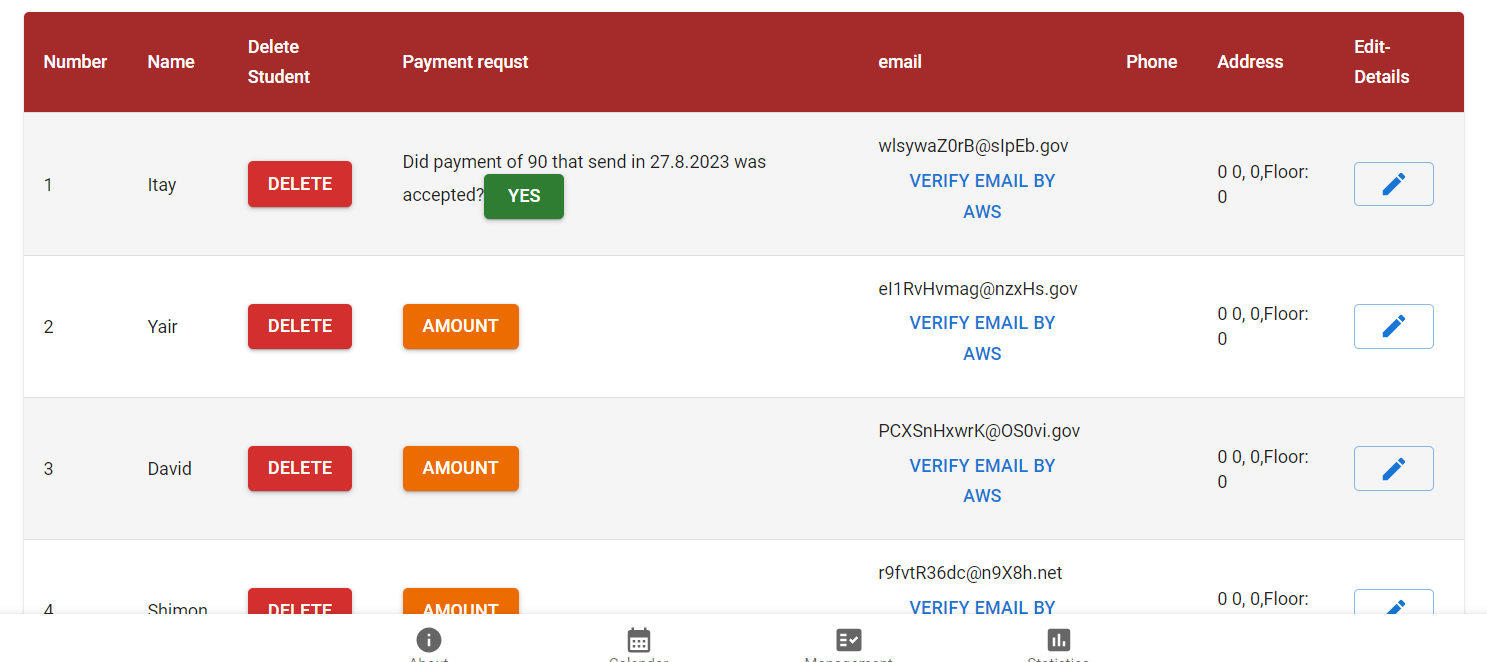 Number Name Delete Student Payment requst email Phone Address Edit-Details
1 Itay DELETE Did payment of 90 that send in 27.8.2023 was accepted? YES wlsywaZ0rB@sIpEb.gov VERIFY EMAIL BY AWS 0 0, 0,Floor: 0
2 Yair DELETE AMOUNT eI1RvHvmag@nzxHs.gov VERIFY EMAIL BY AWS 0 0, 0,Floor: 0
3 David DELETE AMOUNT PCXSnHxwrK@OS0vi.gov VERIFY EMAIL BY AWS 0 0, 0,Floor: 0
4 Shimon DELETE AMOUNT r9fvtR36dc@n9X8h.net VERIFY EMAIL BY 0 0, 0,Floor:
About Calendar Management Statistics